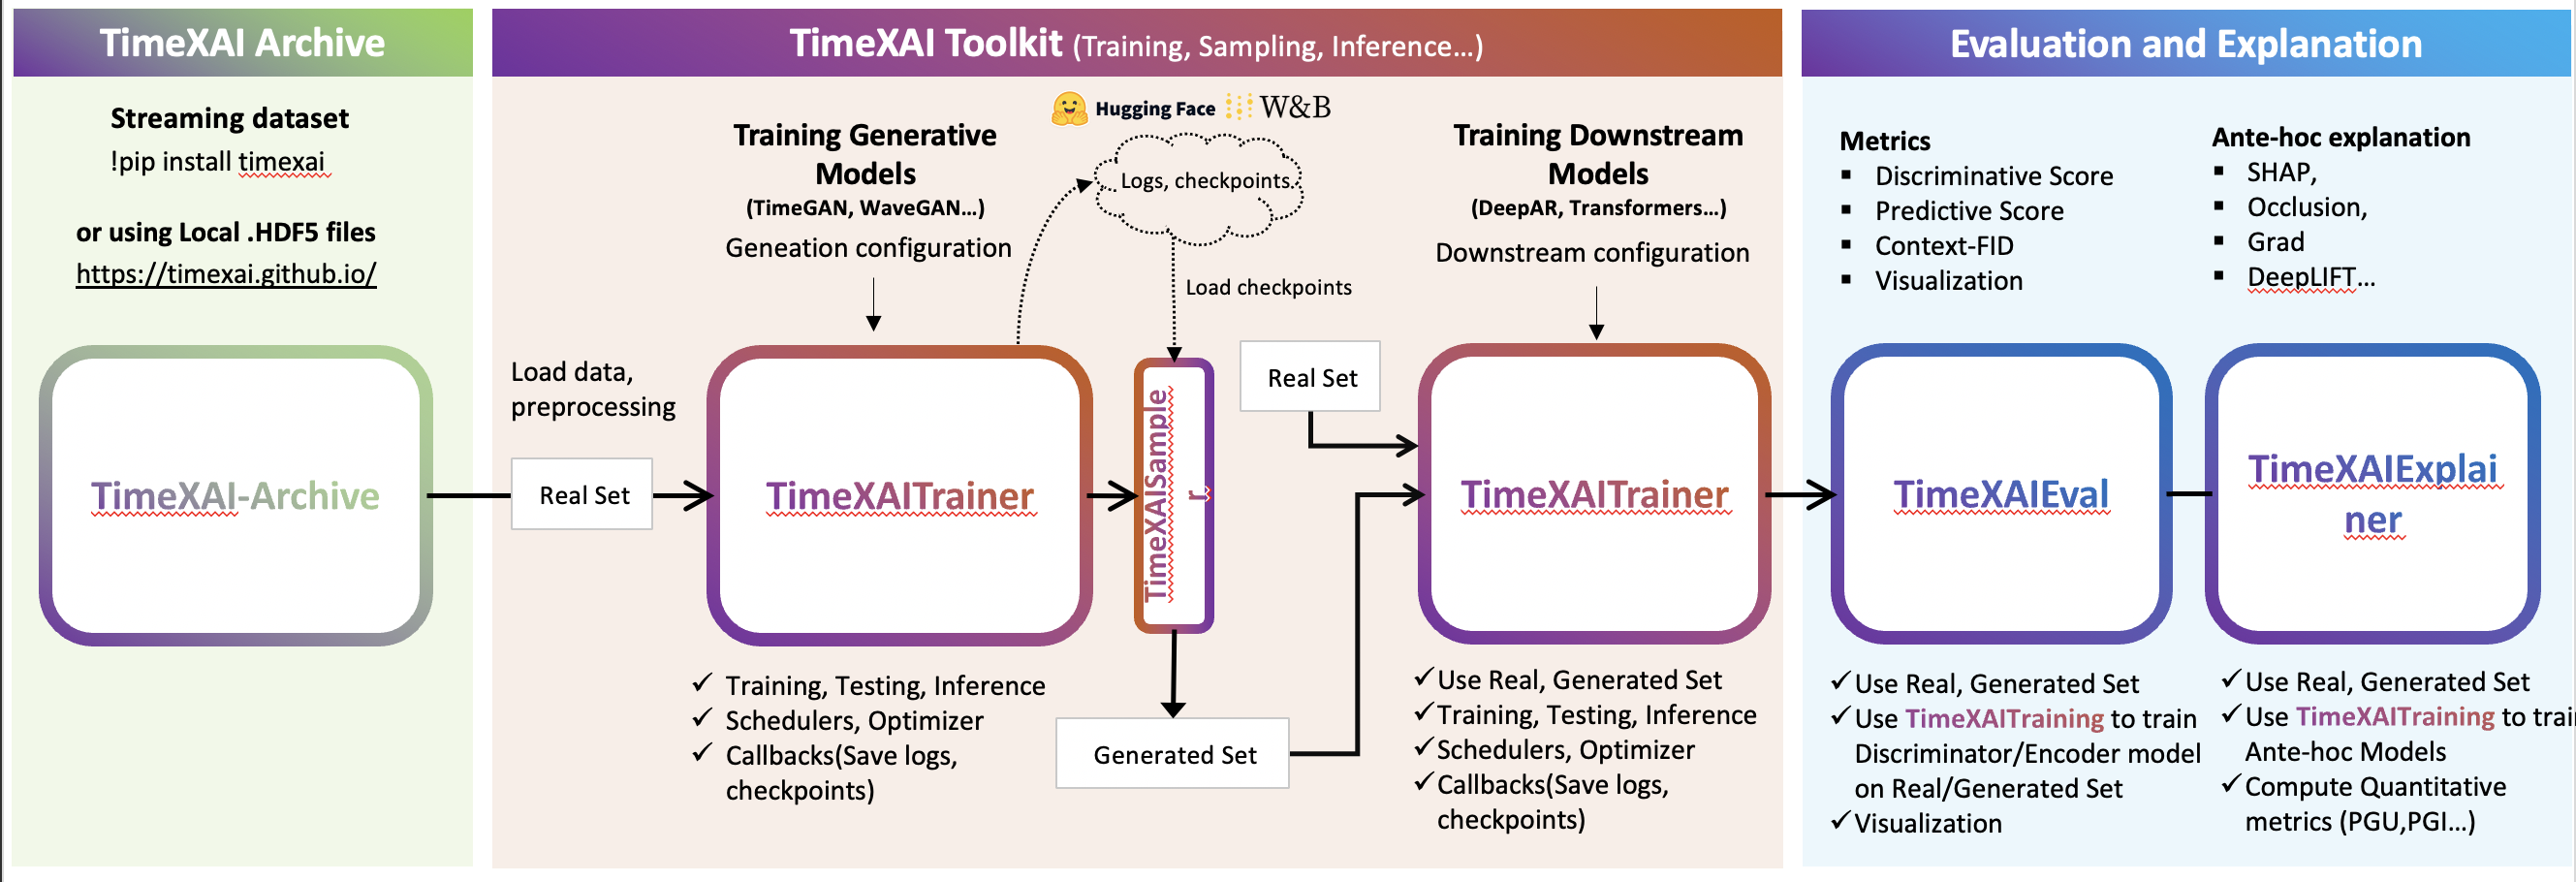 TimeXAI Archive
Streaming dataset
!pip install timexai
or using Local .HDF5 files
https://timexai.github.io/
TimeXAI-Archive
TimeXAI Toolkit (Training, Sampling, Inference...)
Load data,
preprocessing
Real Set
Training Generative
Models
(TimeGAN, WaveGAN...)
Geneation configuration
TimeXAITrainer
Training, Testing, Inference
Schedulers, Optimizer
Callbacks(Save logs,
checkpoints)
Hugging Face
W&B
Logs, checkpoints.
Load checkpoints
TimeXAISample
r
Generated Set
Real Set
Training Downstream
Models
(DeepAR, Transformers...)
Downstream configuration
TimeXAITrainer
Use Real, Generated Set
Training, Testing, Inference
Schedulers, Optimizer
Callbacks(Save logs,
checkpoints)
Evaluation and Explanation
Metrics
Discriminative Score
Predictive Score
Context-FID
Visualization
TimeXAIEval
Use Real, Generated Set
Use TimeXAITraining to train
Discriminator/Encoder model
on Real/Generated Set
Visualization
Ante-hoc explanation
SHAP,
Occlusion,
Grad
DeepLIFT...
TimeXAIExplai
ner
Use Real, Generated Set
Use TimeXAITraining to trai
Ante-hoc Models
Compute Quantitative
metrics (PGU,PGI...)